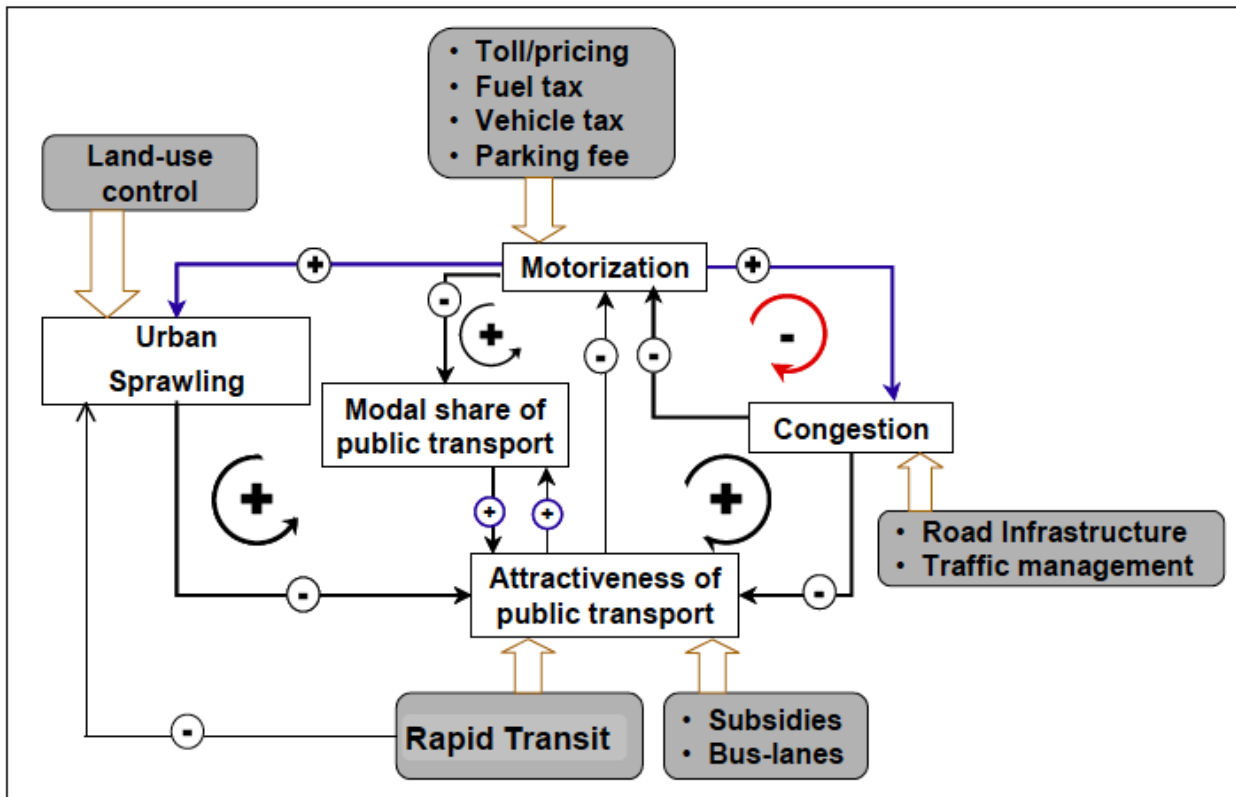 • Toll/pricing
• Fuel tax
• Vehicle tax
• Parking fee
Land-use
control
+
Motorization
+
-
+
-
-
-
Urban
Sprawling
Modal share of
public transport
Congestion
+
+
+
+
• Road Infrastructure
• Traffic management
Attractiveness of
public transport
-
-
-
Rapid Transit
• Subsidies
• Bus-lanes